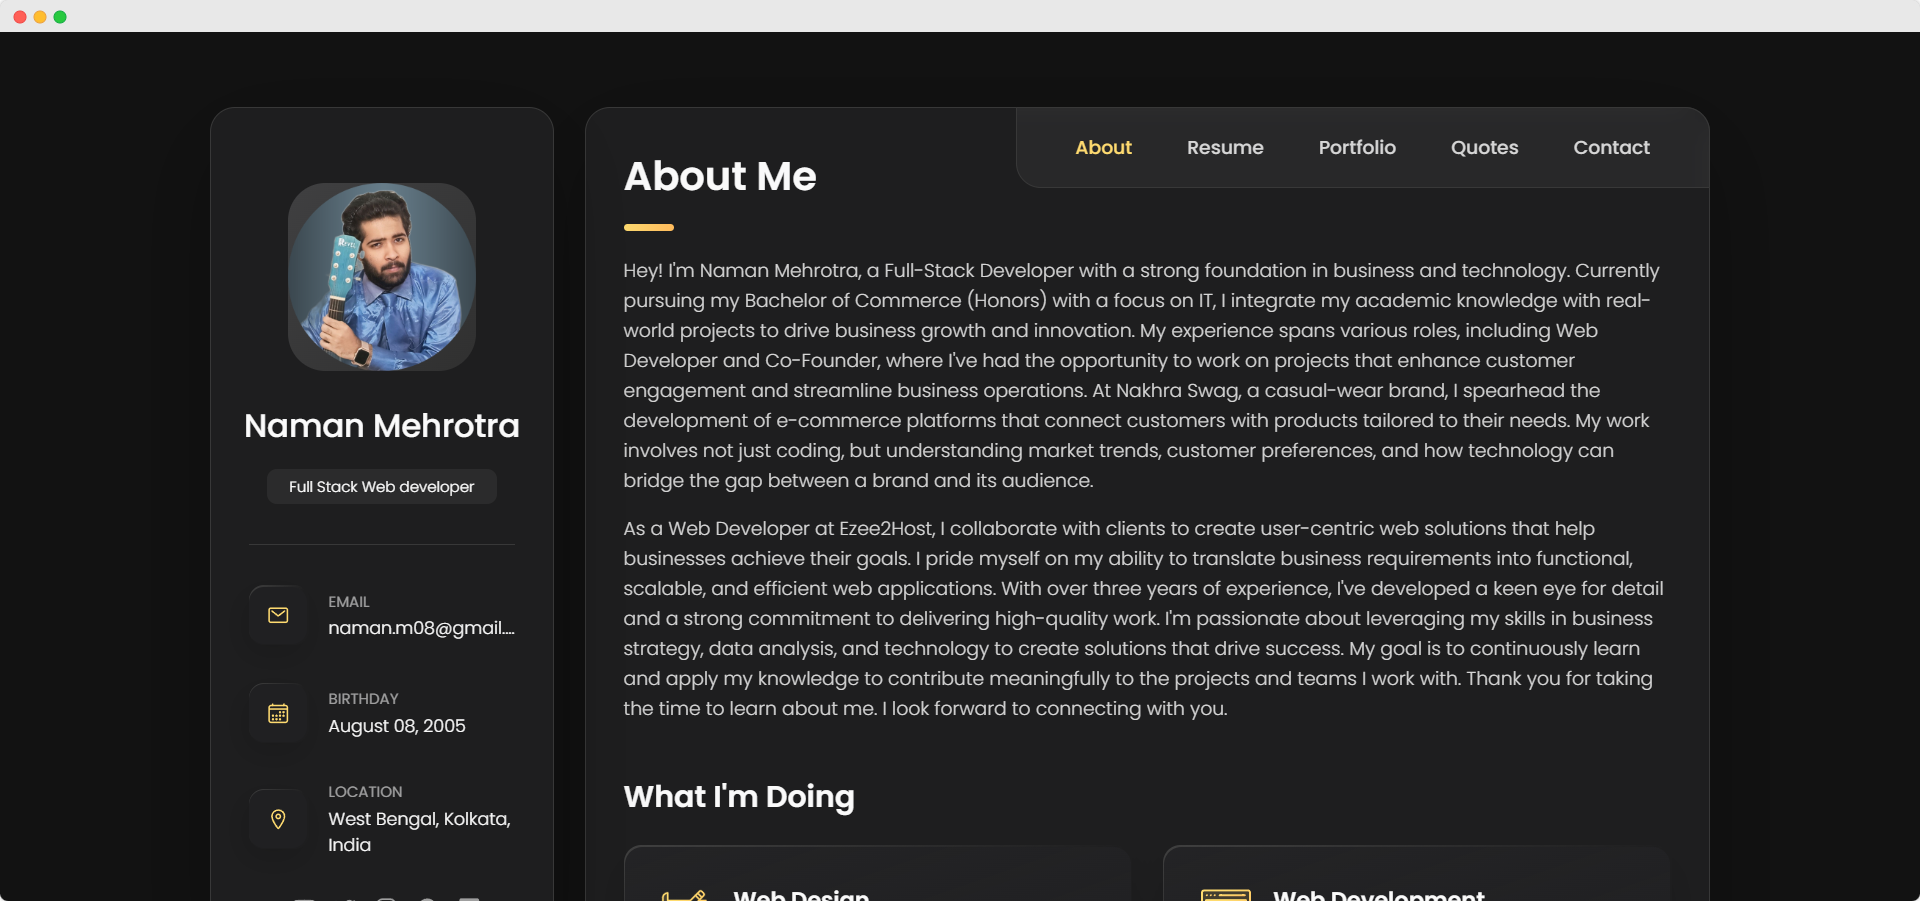 Naman Mehrotra
Full Stack Web developer
EMAIL
naman.m08@gmail....
BIRTHDAY
August 08, 2005
LOCATION
West Bengal, Kolkata,
India
About
Resume
Portfolio
Quotes
Contact
About Me
Hey! I'm Naman Mehrotra, a Full-Stack Developer with a strong foundation in business and technology. Currently
pursuing my Bachelor of Commerce (Honors) with a focus on IT, I integrate my academic knowledge with real-
world projects to drive business growth and innovation. My experience spans various roles, including Web
Developer and Co-Founder, where I've had the opportunity to work on projects that enhance customer
engagement and streamline business operations. At Nakhra Swag, a casual-wear brand, I spearhead the
development of e-commerce platforms that connect customers with products tailored to their needs. My work
involves not just coding, but understanding market trends, customer preferences, and how technology can
bridge the gap between a brand and its audience.
As a Web Developer at Ezee2Host, I collaborate with clients to create user-centric web solutions that help
businesses achieve their goals. I pride myself on my ability to translate business requirements into functional,
scalable, and efficient web applications. With over three years of experience, I've developed a keen eye for detail
and a strong commitment to delivering high-quality work. I'm passionate about leveraging my skills in business
strategy, data analysis, and technology to create solutions that drive success. My goal is to continuously learn
and apply my knowledge to contribute meaningfully to the projects and teams I work with. Thank you for taking
the time to learn about me. I look forward to connecting with you.
What I'm Doing
Web Design
Web Development